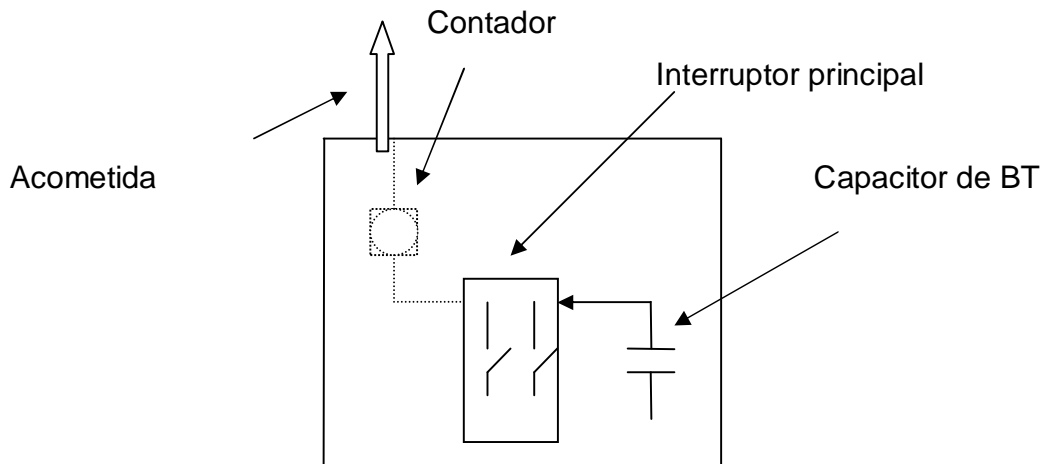 Contador
Interruptor principal
Acometida
Capacitor de BT